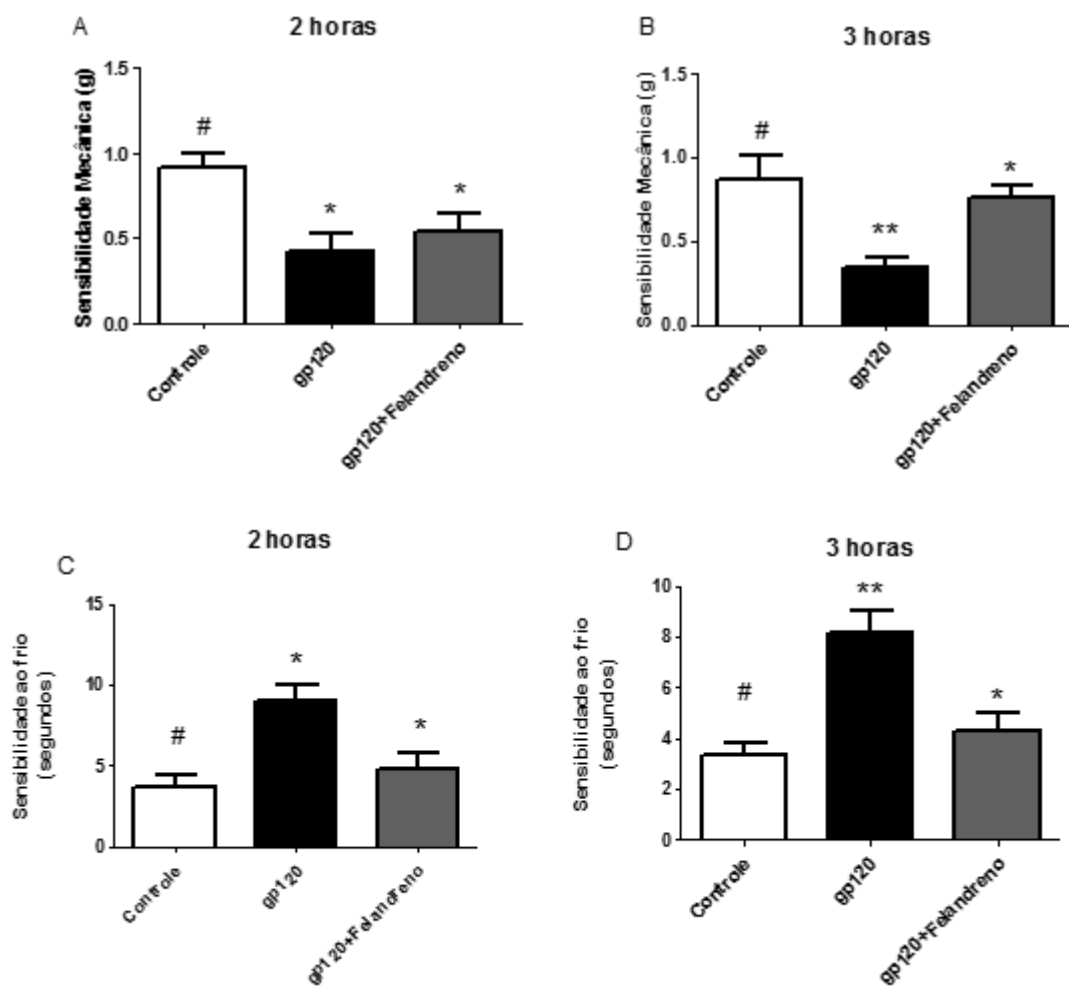 A
2 horas
Sensibilidade Mecânica (g)
1.5
1.0
0.5
0.0
#
*
*
Controle
gp120
gp120+Felandreno
B
3 horas
Sensibilidade Mecânica (g)
1.5
1.0
0.5
0.0
#
**
*
Controle
gp120
gp120+Felandreno
C
2 horas
Sensibilidade ao frio
(segundos)
15
10
5
0
#
*
*
Controle
gp120
gp120+Felandreno
D
3 horas
Sensibilidade ao frio
(segundos)
10
8
6
4
2
0
#
**
*
Controle
gp120
gp120+Felandreno